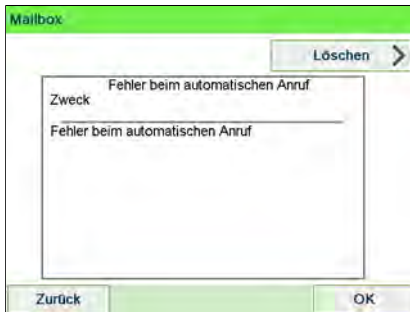 Mailbox
Löschen
Fehler beim automatischen Anruf
Zweck
Fehler beim automatischen Anruf
Zurück
OK